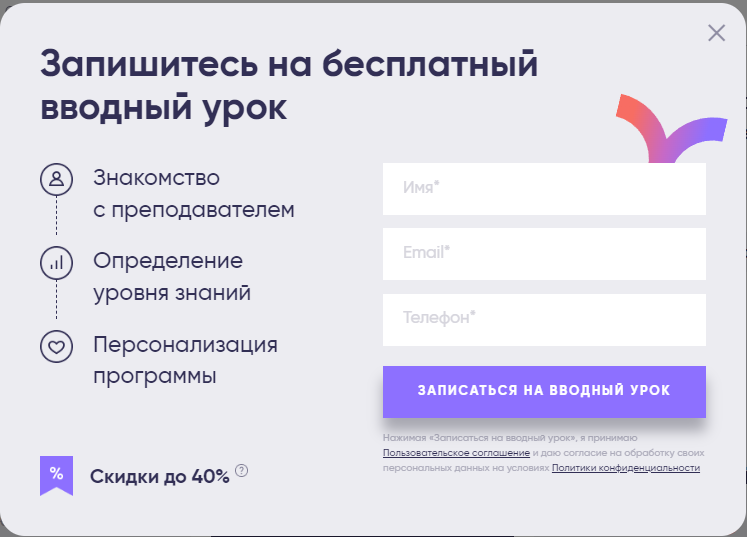 Запишитесь на бесплатный
вводный урок
Знакомство
с преподавателем
Определение
уровня знаний
Персонализация
программы
% Скидки до 40% ?
Имя*
Email*
Телефон*
ЗАПИСАТЬСЯ НА ВВОДНЫЙ УРОК
Нажимая «Записаться на вводный урок», я принимаю
Пользовательское соглашение и даю согласие на обработку своих
персональных данных на условиях Политики конфиденциальности